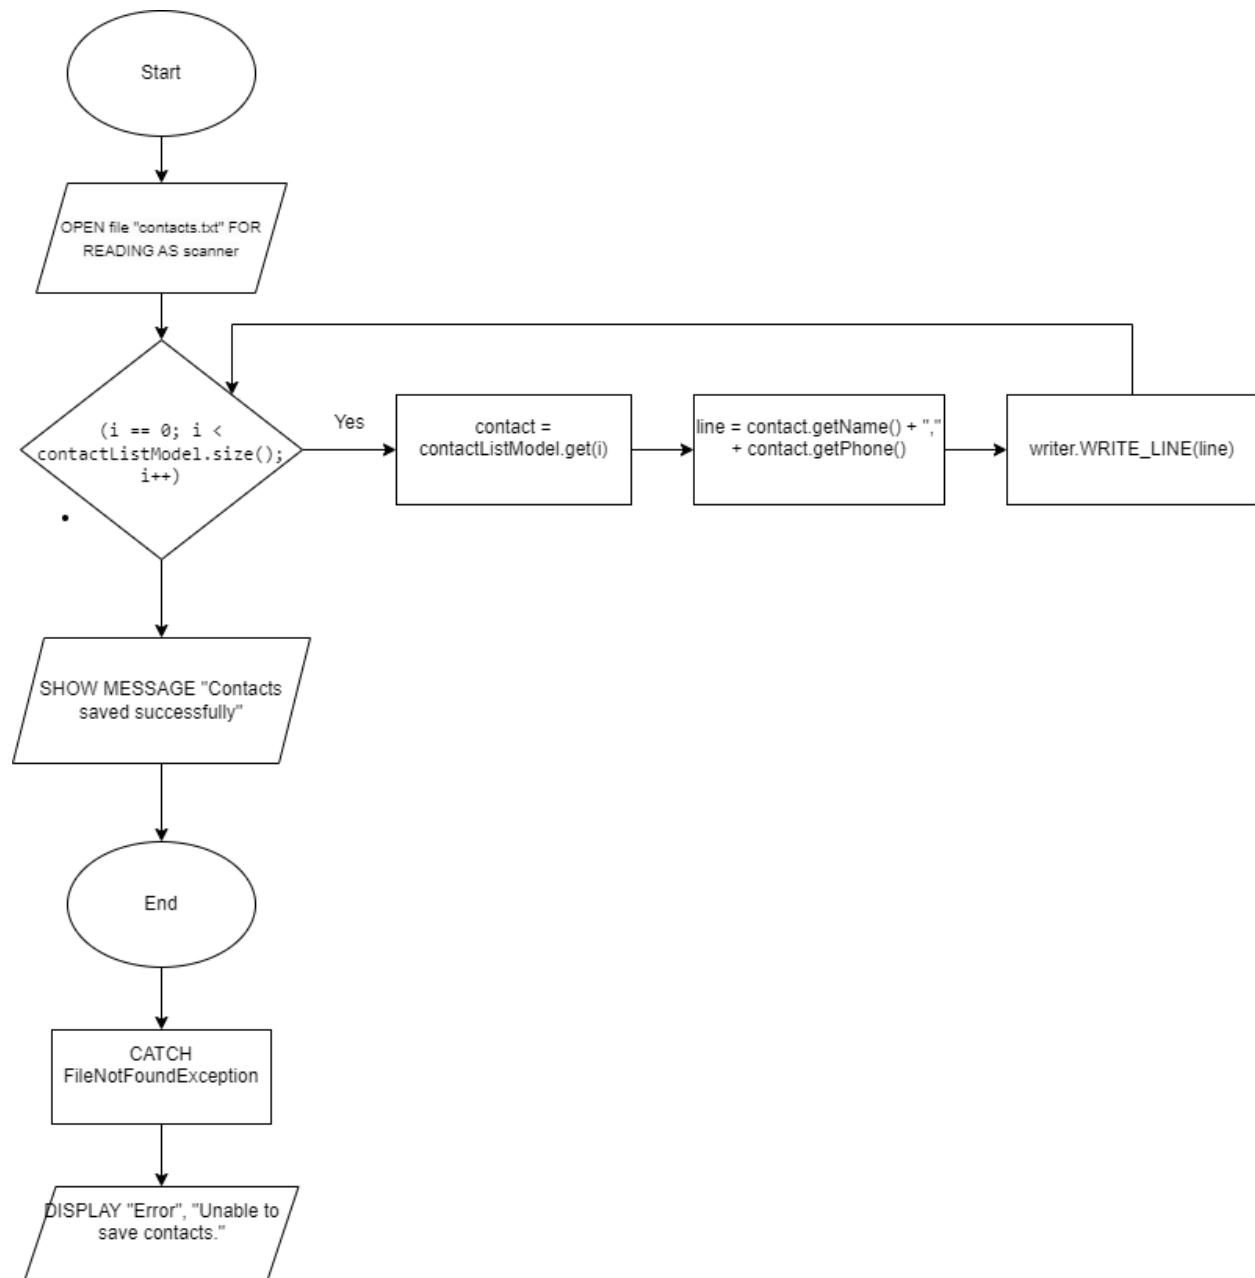 Start
OPEN file "contacts.txt" FOR
READING AS scanner
(i == 0; i <
contactListModel.size();
i++)
Yes
contact =
contactListModel.get(i)
line = contact.getName() + ","
+ contact.getPhone()
writer.WRITE_LINE(line)
SHOW MESSAGE "Contacts
saved successfully"
End
CATCH
FileNotFoundException
DISPLAY "Error", "Unable to
save contacts."